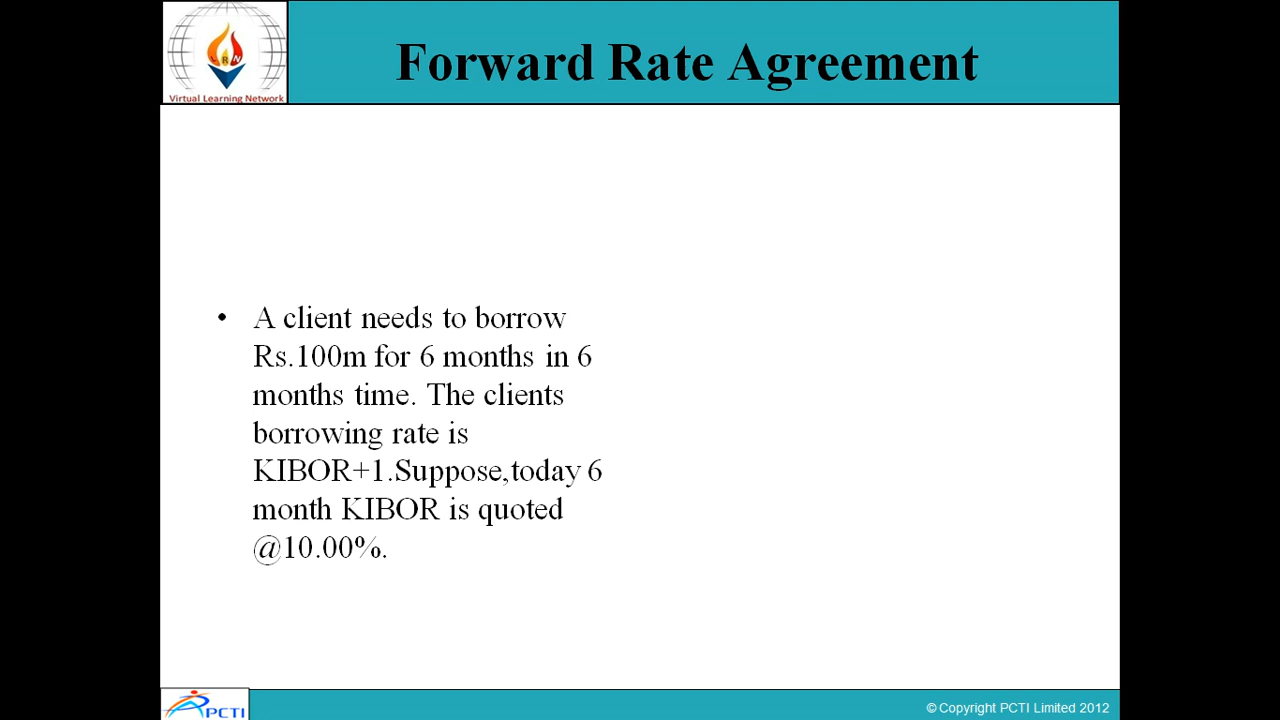 Forward Rate Agreement
Virtual Learning Network
• A client needs to borrow
Rs.100m for 6 months in 6
months time. The clients
borrowing rate is
KIBOR+1.Suppose,today 6
month KIBOR is quoted
@10.00%.
PCTI
© Copyright PCTI Limited 2012